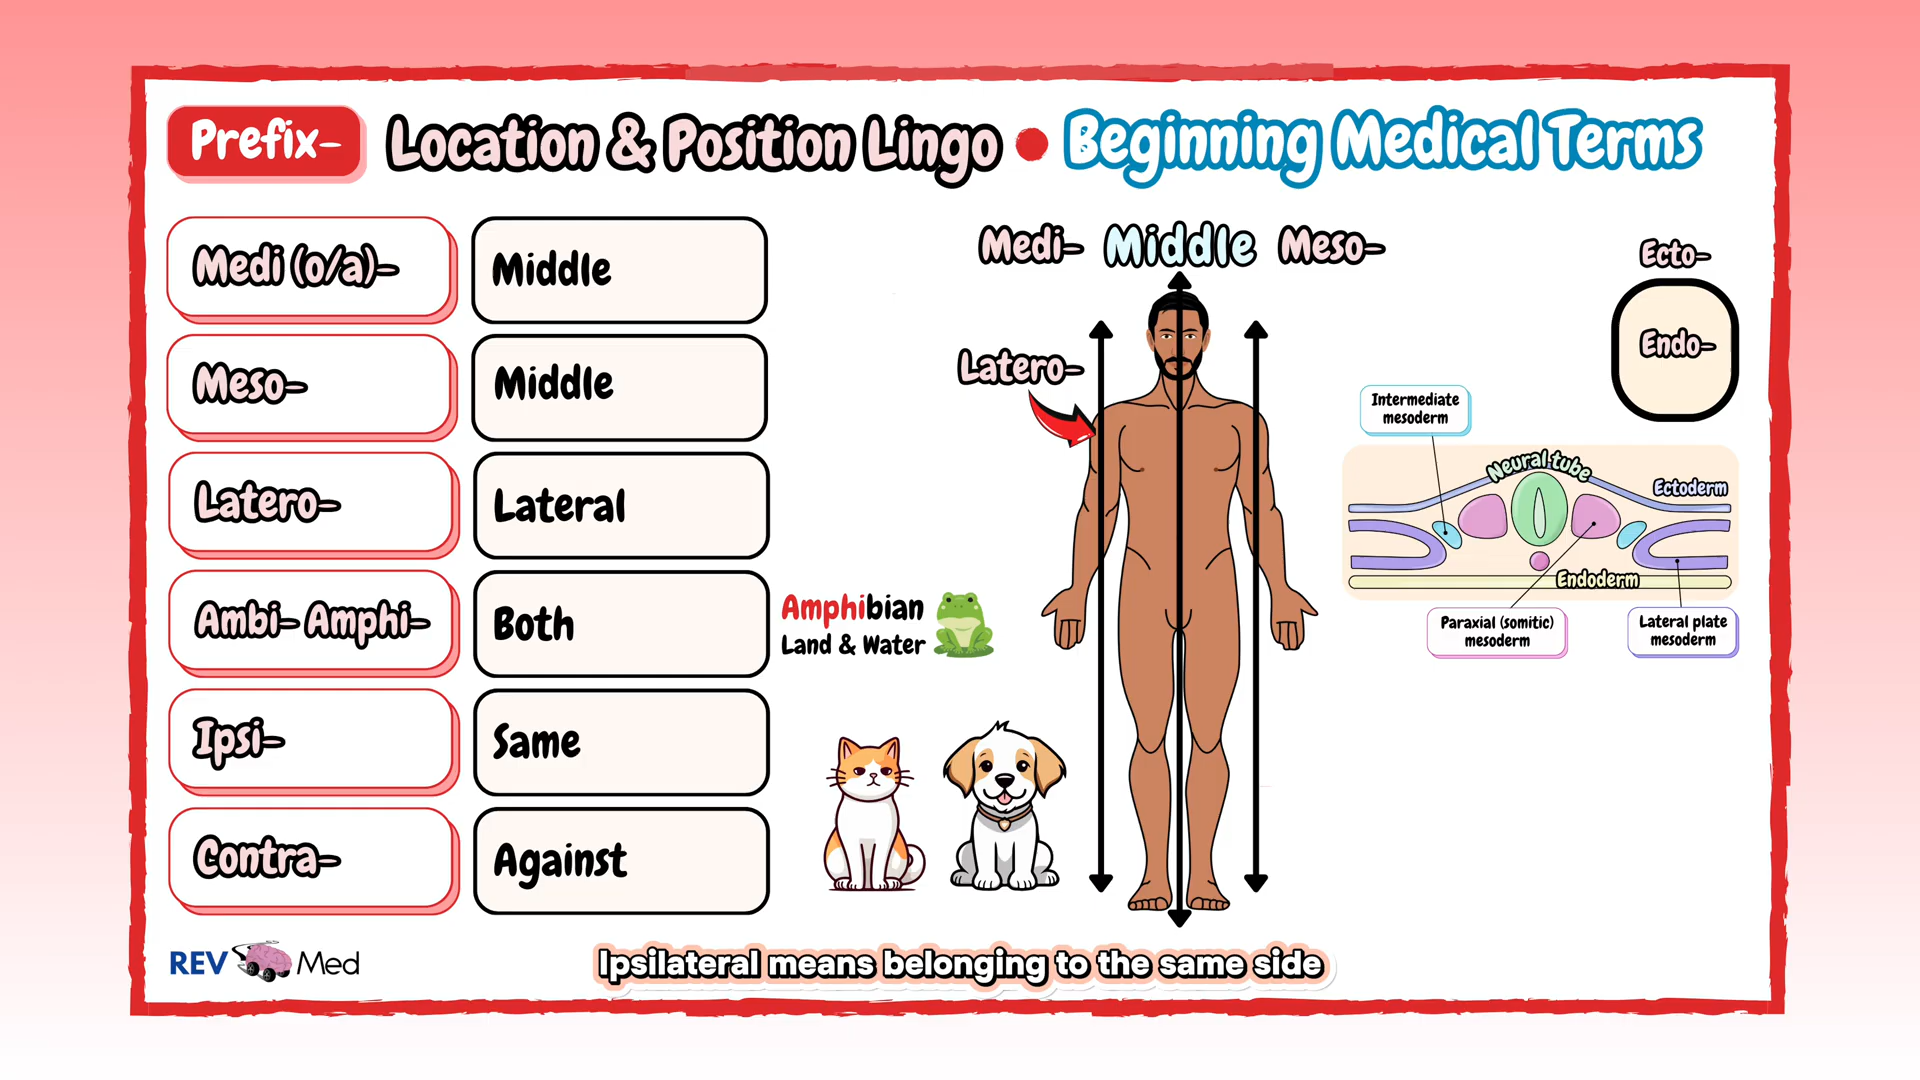 Prefix-
Location & Position Lingo • Beginning Medical Terms
Medi (o/a)-
Middle
Meso-
Middle
Latero-
Lateral
Ambi- Amphi-
Both
Ipsi-
Same
Contra-
Against
Amphibian
Land & Water
Medi- Middle Meso-
Latero-
Ecto-
Endo-
Intermediate
mesoderm
Neural tube
Ectoderm
Endoderm
Paraxial (somitic)
mesoderm
Lateral plate
mesoderm
REV Med
Ipsilateral means belonging to the same side